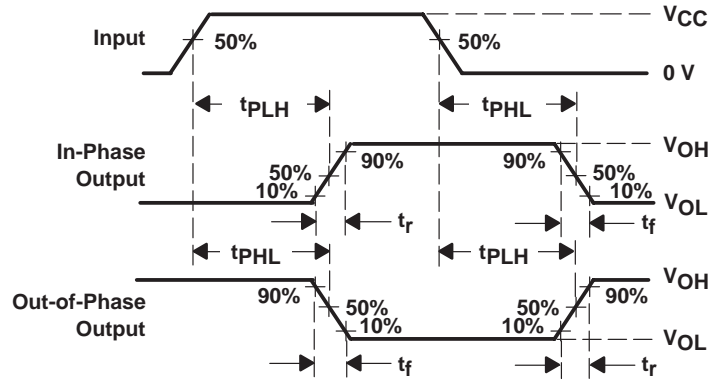 VCC
Input
50%
50%
0 V
tPLH
tPHL
In-Phase
Output
VOH
90%
90%
50%
50%
10%
10%
VOL
tr
tf
tPHL
tPLH
Out-of-Phase
Output
VOH
90%
90%
50%
50%
10%
10%
VOL
tf
tr